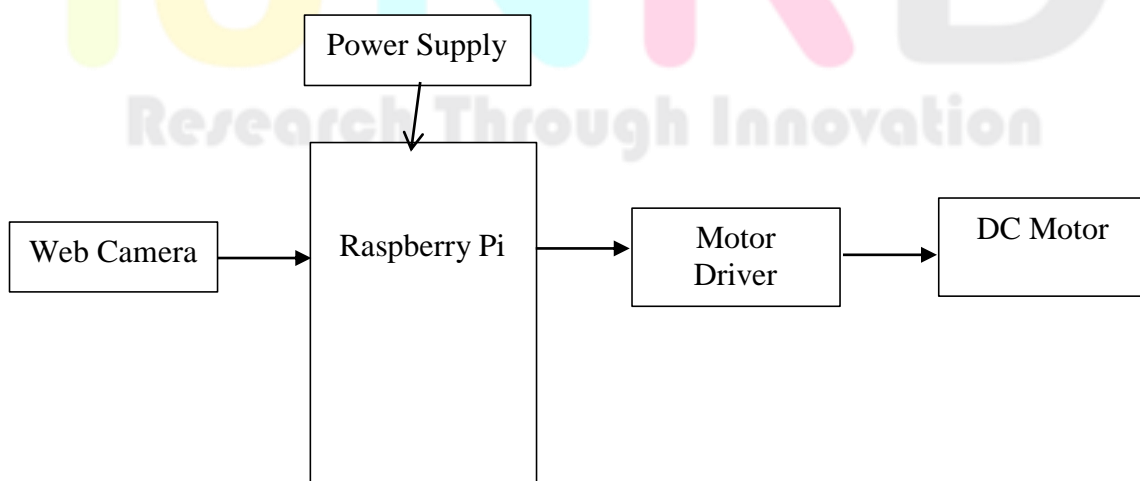 Power Supply
Research Through Innovation
Web Camera
Raspberry Pi
Motor
Driver
DC Motor